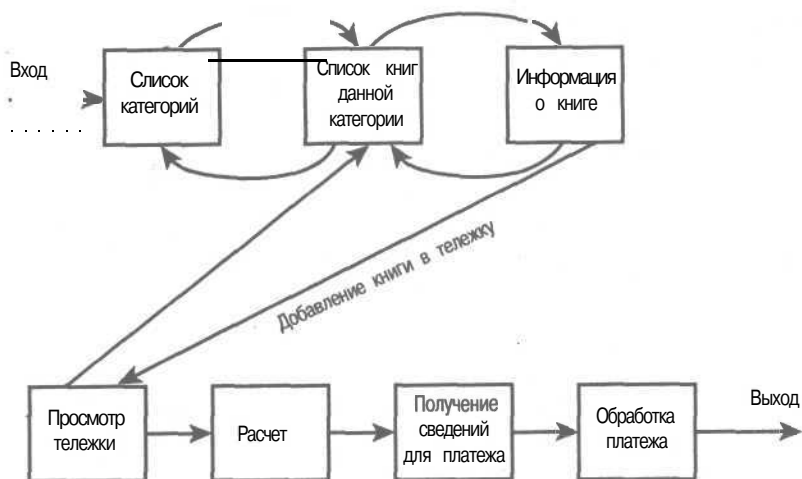 Вход
Слисок
категорий
Список книг
данной
категории
Информация
о книге
Добавление книги в тележку
Просмотр
тележки
Расчет
Получение
сведений
для платежа
Обработка
платежа
Выход